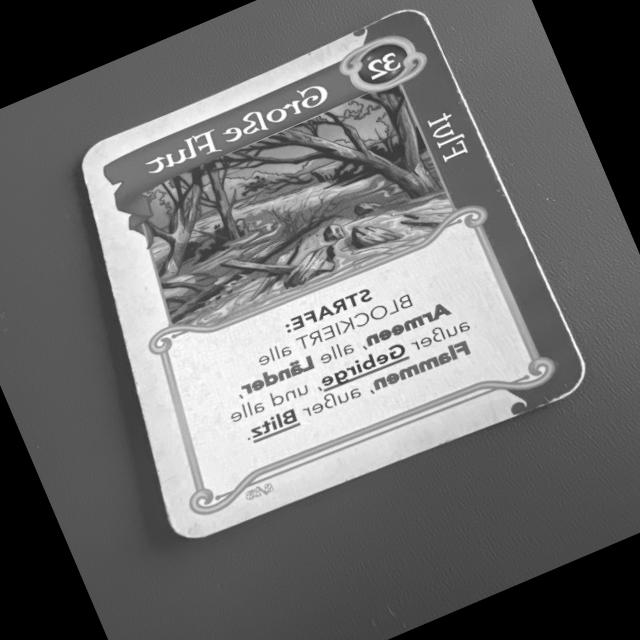 32
Große Flut
Flut
STRAFE:
BLOCKIERT alle
Armeen, alle Länder,
außer Gebirge, und alle
Flammen, außer Blitz.